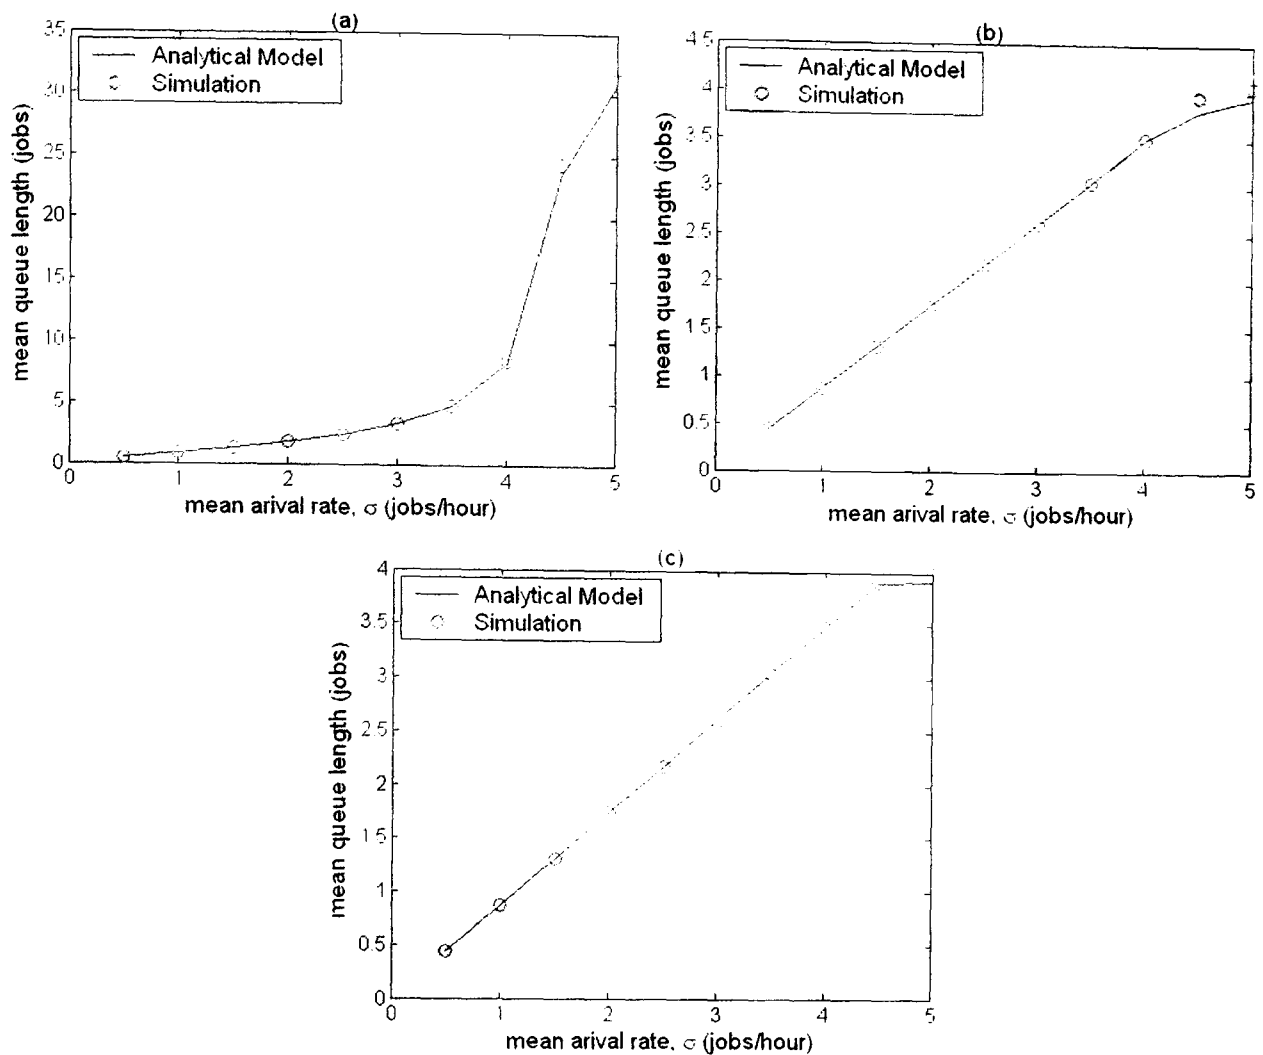 (a)
35
30
25
20
15
10
5
0
Analytical Model
Simulation
mean queue length (jobs)
0 1 2 3 4 5
mean arival rate, σ (jobs/hour)
(b)
4.5
4
3.5
3
2.5
2
1.5
1
0.5
0
Analytical Model
Simulation
mean queue length (jobs)
0 1 2 3 4 5
mean arival rate, σ (jobs/hour)
(c)
4
3.5
3
2.5
2
1.5
1
0.5
0
Analytical Model
Simulation
mean queue length (jobs)
0 1 2 3 4 5
mean arival rate, σ (jobs/hour)